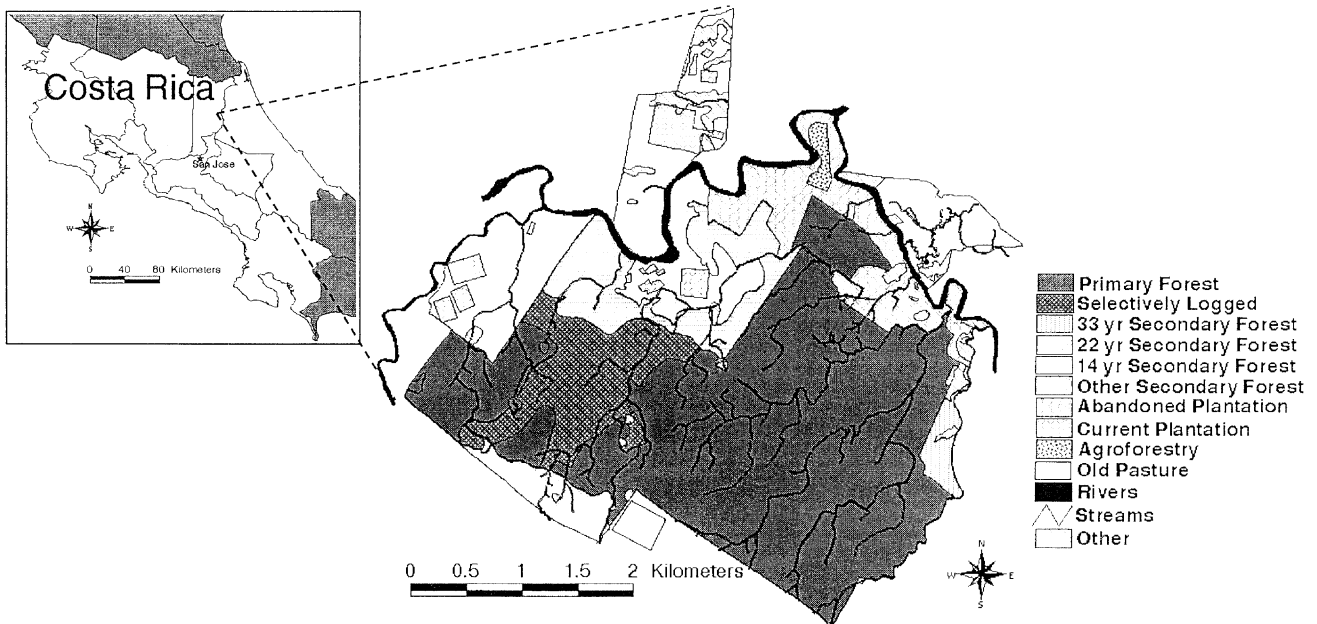 Costa Rica
San Jose
N
W E
S
0 40 80 Kilometers
Primary Forest
Selectively Logged
33 yr Secondary Forest
22 yr Secondary Forest
14 yr Secondary Forest
Other Secondary Forest
Abandoned Plantation
Current Plantation
Agroforestry
Old Pasture
Rivers
Streams
Other
0 0.5 1 1.5 2 Kilometers
N
W E
S